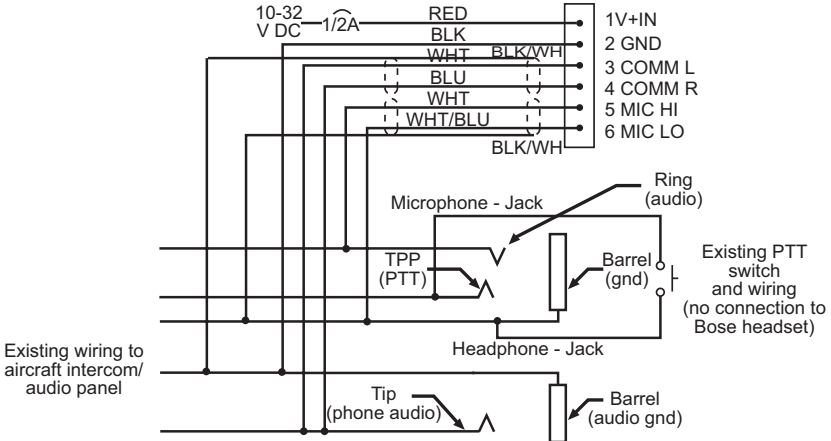 10-32
V DC
1/2A
RED
BLK
WHT
BLK/WH
BLU
WHT
WHT/BLU
BLK/WH
1V+IN
2 GND
3 COMM L
4 COMM R
5 MIC HI
6 MIC LO
Microphone - Jack
Ring
(audio)
TPP
(PTT)
Barrel
(gnd)
Existing PTT
switch
and wiring
(no connection to
Bose headset)
Headphone - Jack
Existing wiring to
aircraft intercom/
audio panel
Tip
(phone audio)
Barrel
(audio gnd)